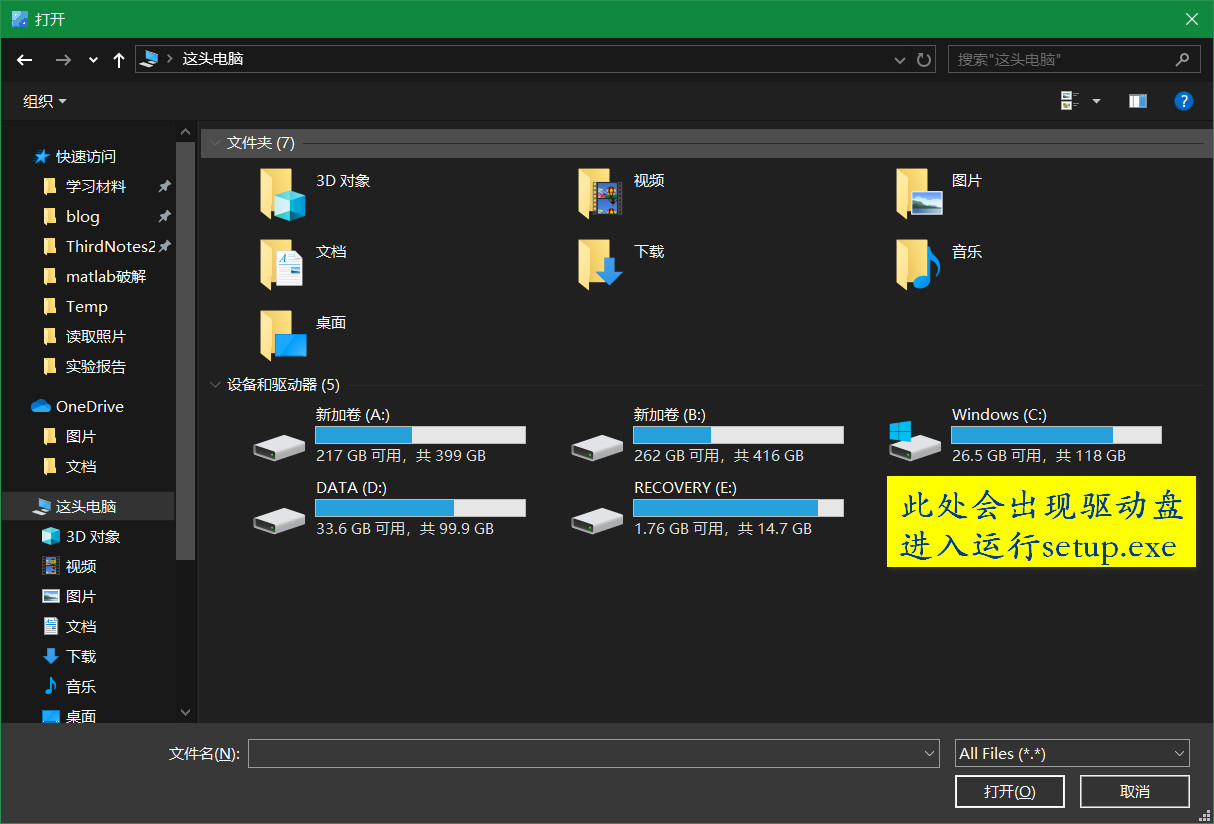 打开
这头电脑
搜索"这头电脑"
组织
?
快速访问
学习材料
blog
ThirdNotes2
matlab破解
Temp
读取照片
实验报告
OneDrive
图片
文档
这头电脑
3D 对象
视频
图片
文档
下载
音乐
桌面
文件夹 (7)
3D 对象
视频
图片
文档
下载
音乐
桌面
设备和驱动器 (5)
新加卷 (A:)
217 GB 可用，共 399 GB
新加卷 (B:)
262 GB 可用，共 416 GB
Windows (C:)
26.5 GB 可用，共 118 GB
DATA (D:)
33.6 GB 可用，共 99.9 GB
RECOVERY (E:)
1.76 GB 可用，共 14.7 GB
此处会出现驱动盘
进入运行setup.exe
文件名(N):
All Files (*.*)
打开(O)
取消